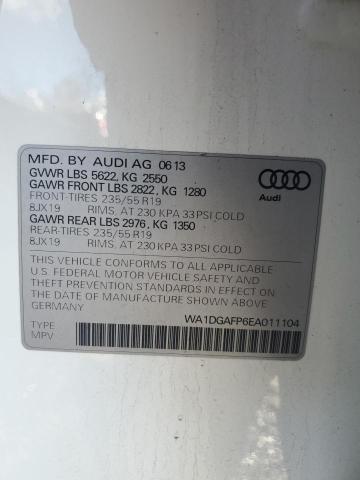 MFD. BY AUDI AG 0613
GVWR LBS 5622, KG 2550
GAWR FRONT LBS 2822, KG 1280
FRONT-TIRES 235/55 R19
8JX19 RIMS, AT 230 KPA 33 PSI COLD
GAWR REAR LBS 2976, KG 1350
REAR-TIRES 235/55 R19
8JX19 RIMS, AT 230 KPA 33 PSI COLD
Audi
THIS VEHICLE CONFORMS TO ALL APPLICABLE
U.S. FEDERAL MOTOR VEHICLE SAFETY AND
THEFT PREVENTION STANDARDS IN EFFECT ON THE
DATE OF MANUFACTURE SHOWN ABOVE
GERMANY
WA1DGAFP6EA011104
TYPE
MPV